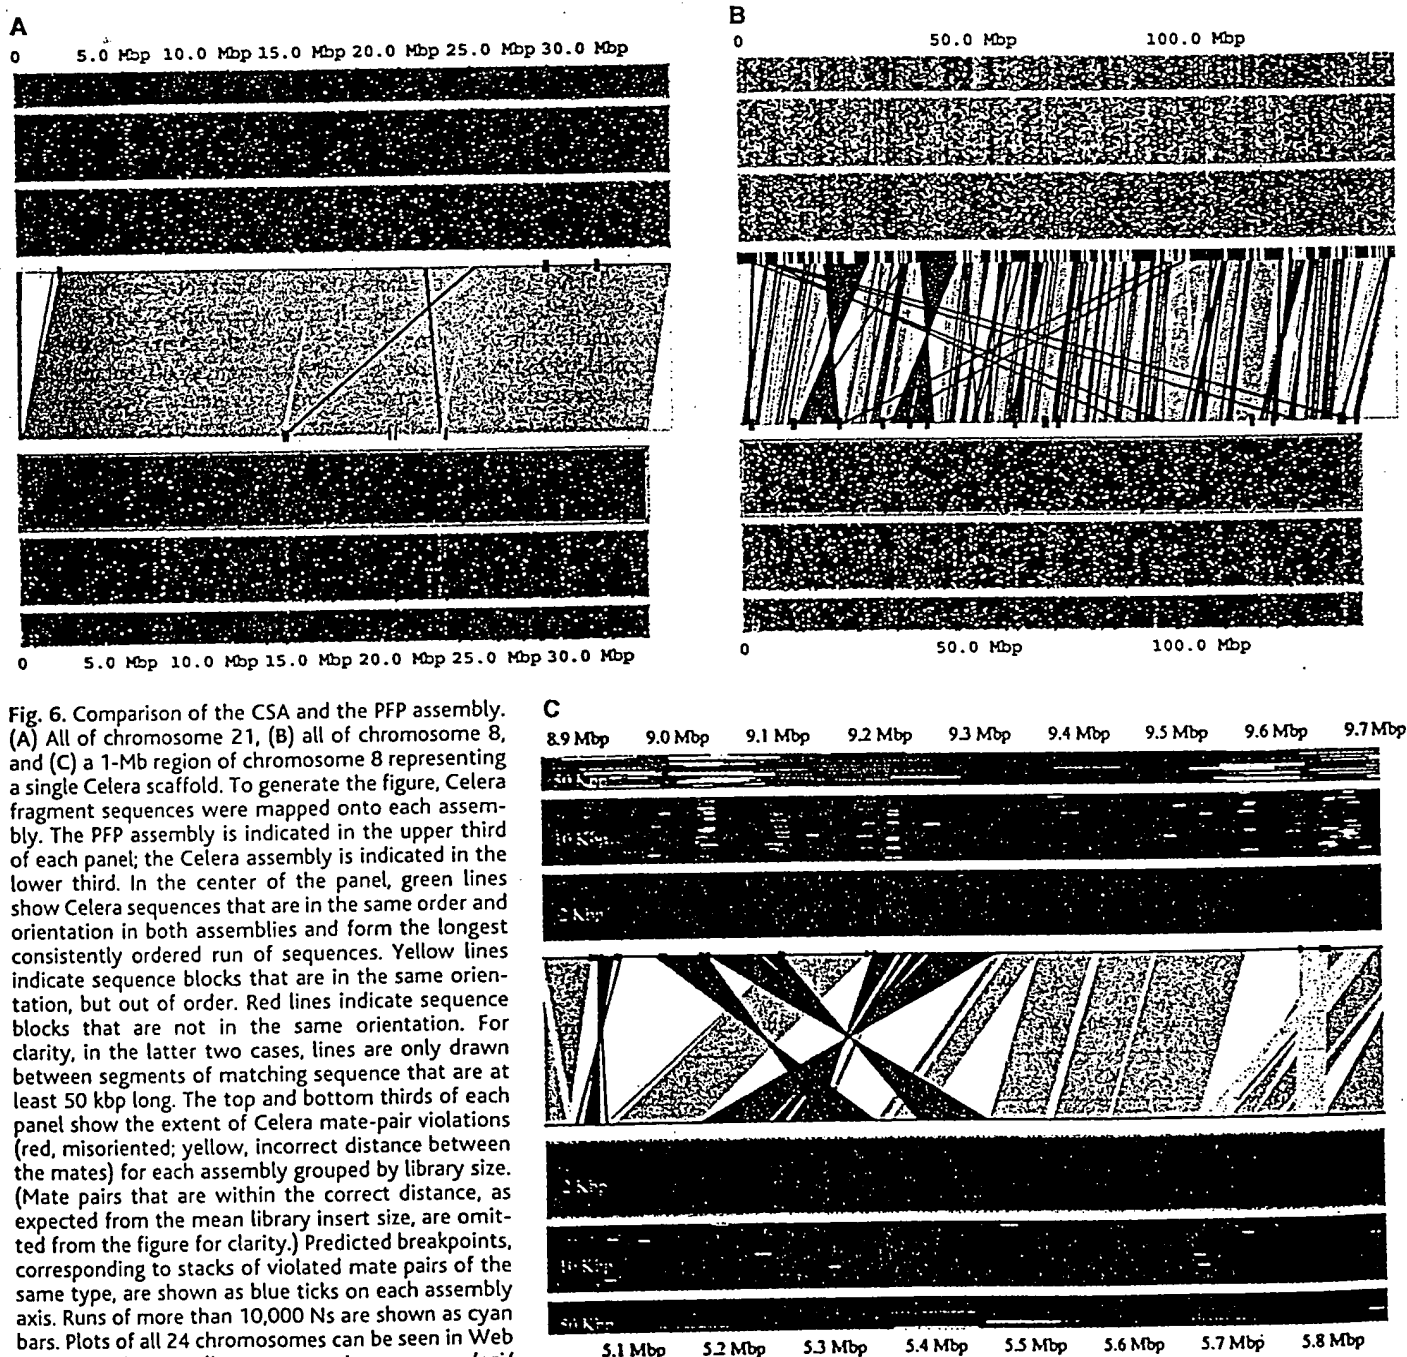 A
0 5.0 Mbp 10.0 Mbp 15.0 Mbp 20.0 Mbp 25.0 Mbp 30.0 Mbp
0 5.0 Mbp 10.0 Mbp 15.0 Mbp 20.0 Mbp 25.0 Mbp 30.0 Mbp
B
0 50.0 Mbp 100.0 Mbp
0 50.0 Mbp 100.0 Mbp
Fig. 6. Comparison of the CSA and the PFP assembly.
(A) All of chromosome 21, (B) all of chromosome 8,
and (C) a 1-Mb region of chromosome 8 representing
a single Celera scaffold. To generate the figure, Celera
fragment sequences were mapped onto each assem-
bly. The PFP assembly is indicated in the upper third
of each panel; the Celera assembly is indicated in the
lower third. In the center of the panel, green lines
show Celera sequences that are in the same order and
orientation in both assemblies and form the longest
consistently ordered run of sequences. Yellow lines
indicate sequence blocks that are in the same orien-
tation, but out of order. Red lines indicate sequence
blocks that are not in the same orientation. For
clarity, in the latter two cases, lines are only drawn
between segments of matching sequence that are at
least 50 kbp long. The top and bottom thirds of each
panel show the extent of Celera mate-pair violations
(red, misoriented; yellow, incorrect distance between
the mates) for each assembly grouped by library size.
(Mate pairs that are within the correct distance, as
expected from the mean library insert size, are omit-
ted from the figure for clarity.) Predicted breakpoints,
corresponding to stacks of violated mate pairs of the
same type, are shown as blue ticks on each assembly
axis. Runs of more than 10,000 Ns are shown as cyan
bars. Plots of all 24 chromosomes can be seen in Web
C
8.9 Mbp 9.0 Mbp 9.1 Mbp 9.2 Mbp 9.3 Mbp 9.4 Mbp 9.5 Mbp 9.6 Mbp 9.7 Mbp
50 Kbp
10 Kbp
2 Kbp
2 Kbp
10 Kbp
50 Kbp
5.1 Mbp 5.2 Mbp 5.3 Mbp 5.4 Mbp 5.5 Mbp 5.6 Mbp 5.7 Mbp 5.8 Mbp